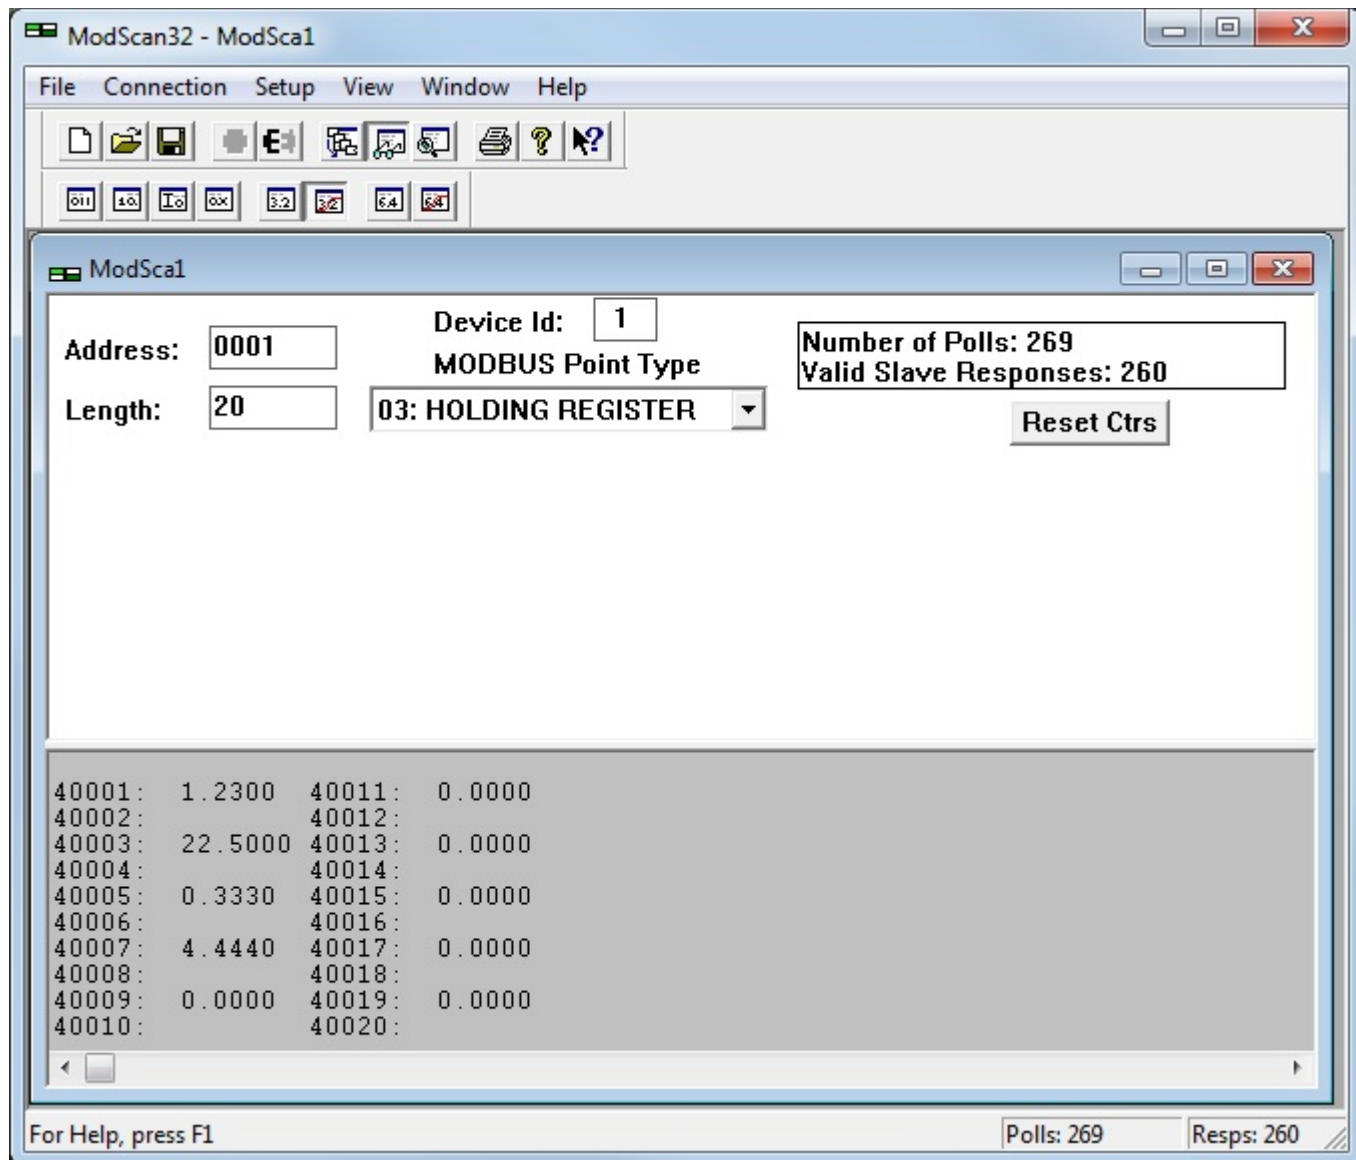 ModScan32 - ModSca1
File Connection Setup View Window Help
ModSca1
Device Id: 1
Address: 0001
MODBUS Point Type
Number of Polls: 269
Valid Slave Responses: 260
Length: 20
03: HOLDING REGISTER
Reset Ctrs
40001: 1.2300 40011: 0.0000
40002: 40012:
40003: 22.5000 40013: 0.0000
40004: 40014:
40005: 0.3330 40015: 0.0000
40006: 40016:
40007: 4.4440 40017: 0.0000
40008: 40018:
40009: 0.0000 40019: 0.0000
40010: 40020:
For Help, press F1 Polls: 269 Resps: 260